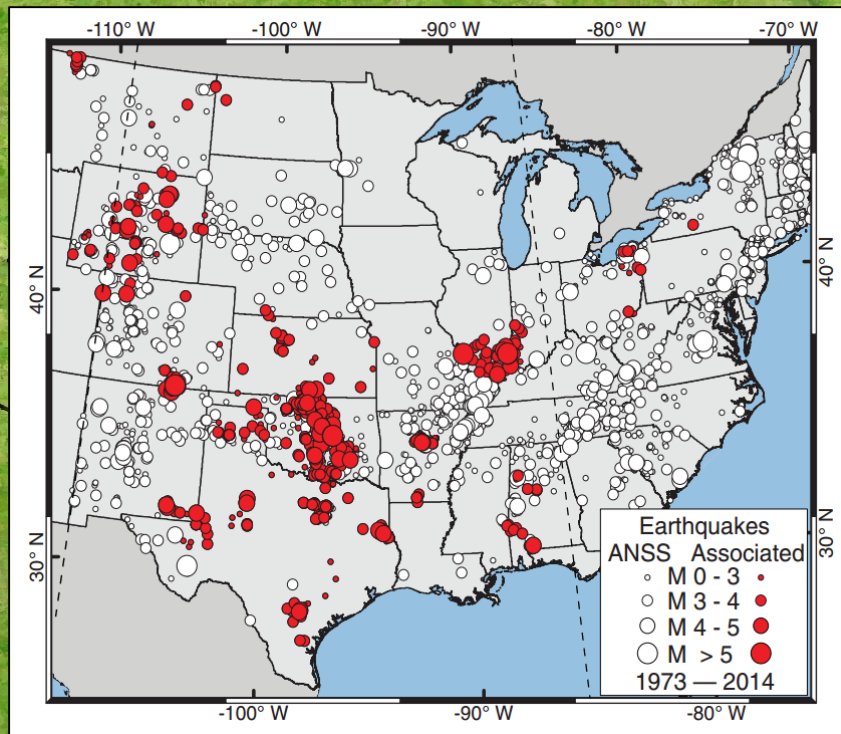 -110° W -100° W -90° W -80° W -70° W
40° N 40° N
30° N 30° N
Earthquakes
ANSS Associated
M 0 - 3
M 3 - 4
M 4 - 5
M > 5
1973 — 2014
-100° W -90° W -80° W